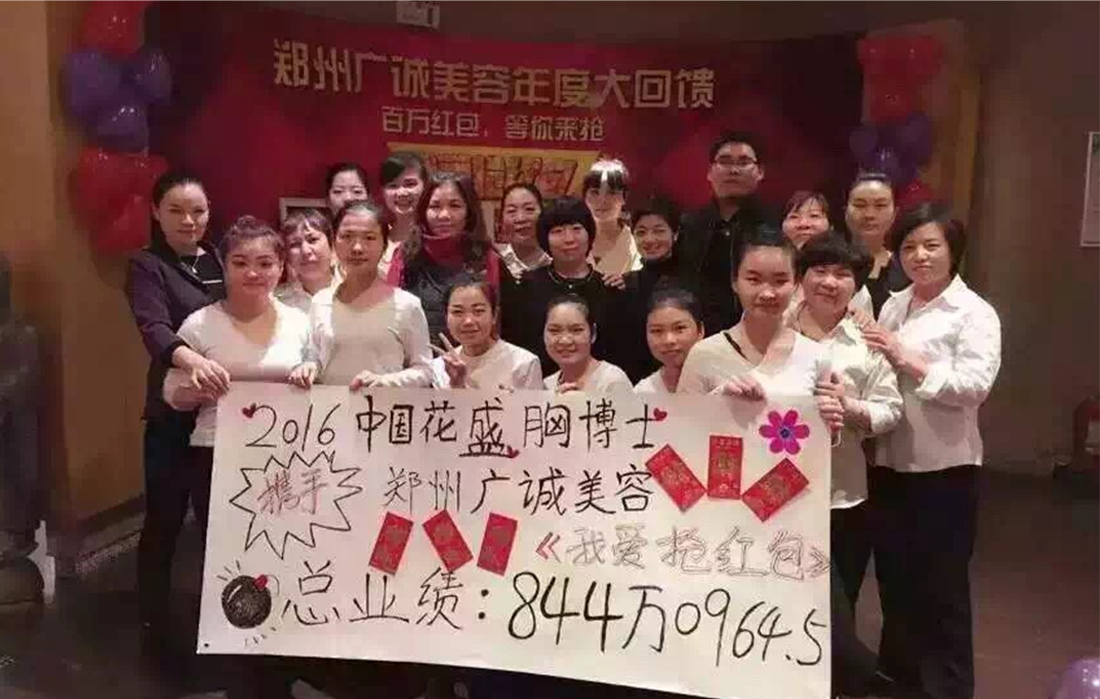 郑州广诚美容年度大回馈
百万红包，等你来抢
2016 中国花盛胸博士
携手 郑州广诚美容
《我爱抢红包》
总业绩：844万0964.5